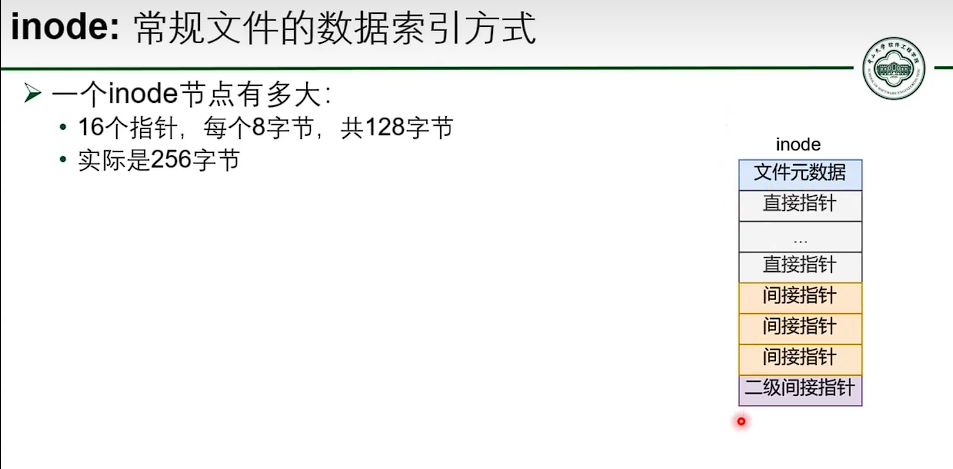 inode: 常规文件的数据索引方式
一个inode节点有多大:
16个指针，每个8字节，共128字节
实际是256字节
inode
文件元数据
直接指针
...
直接指针
间接指针
间接指针
间接指针
二级间接指针